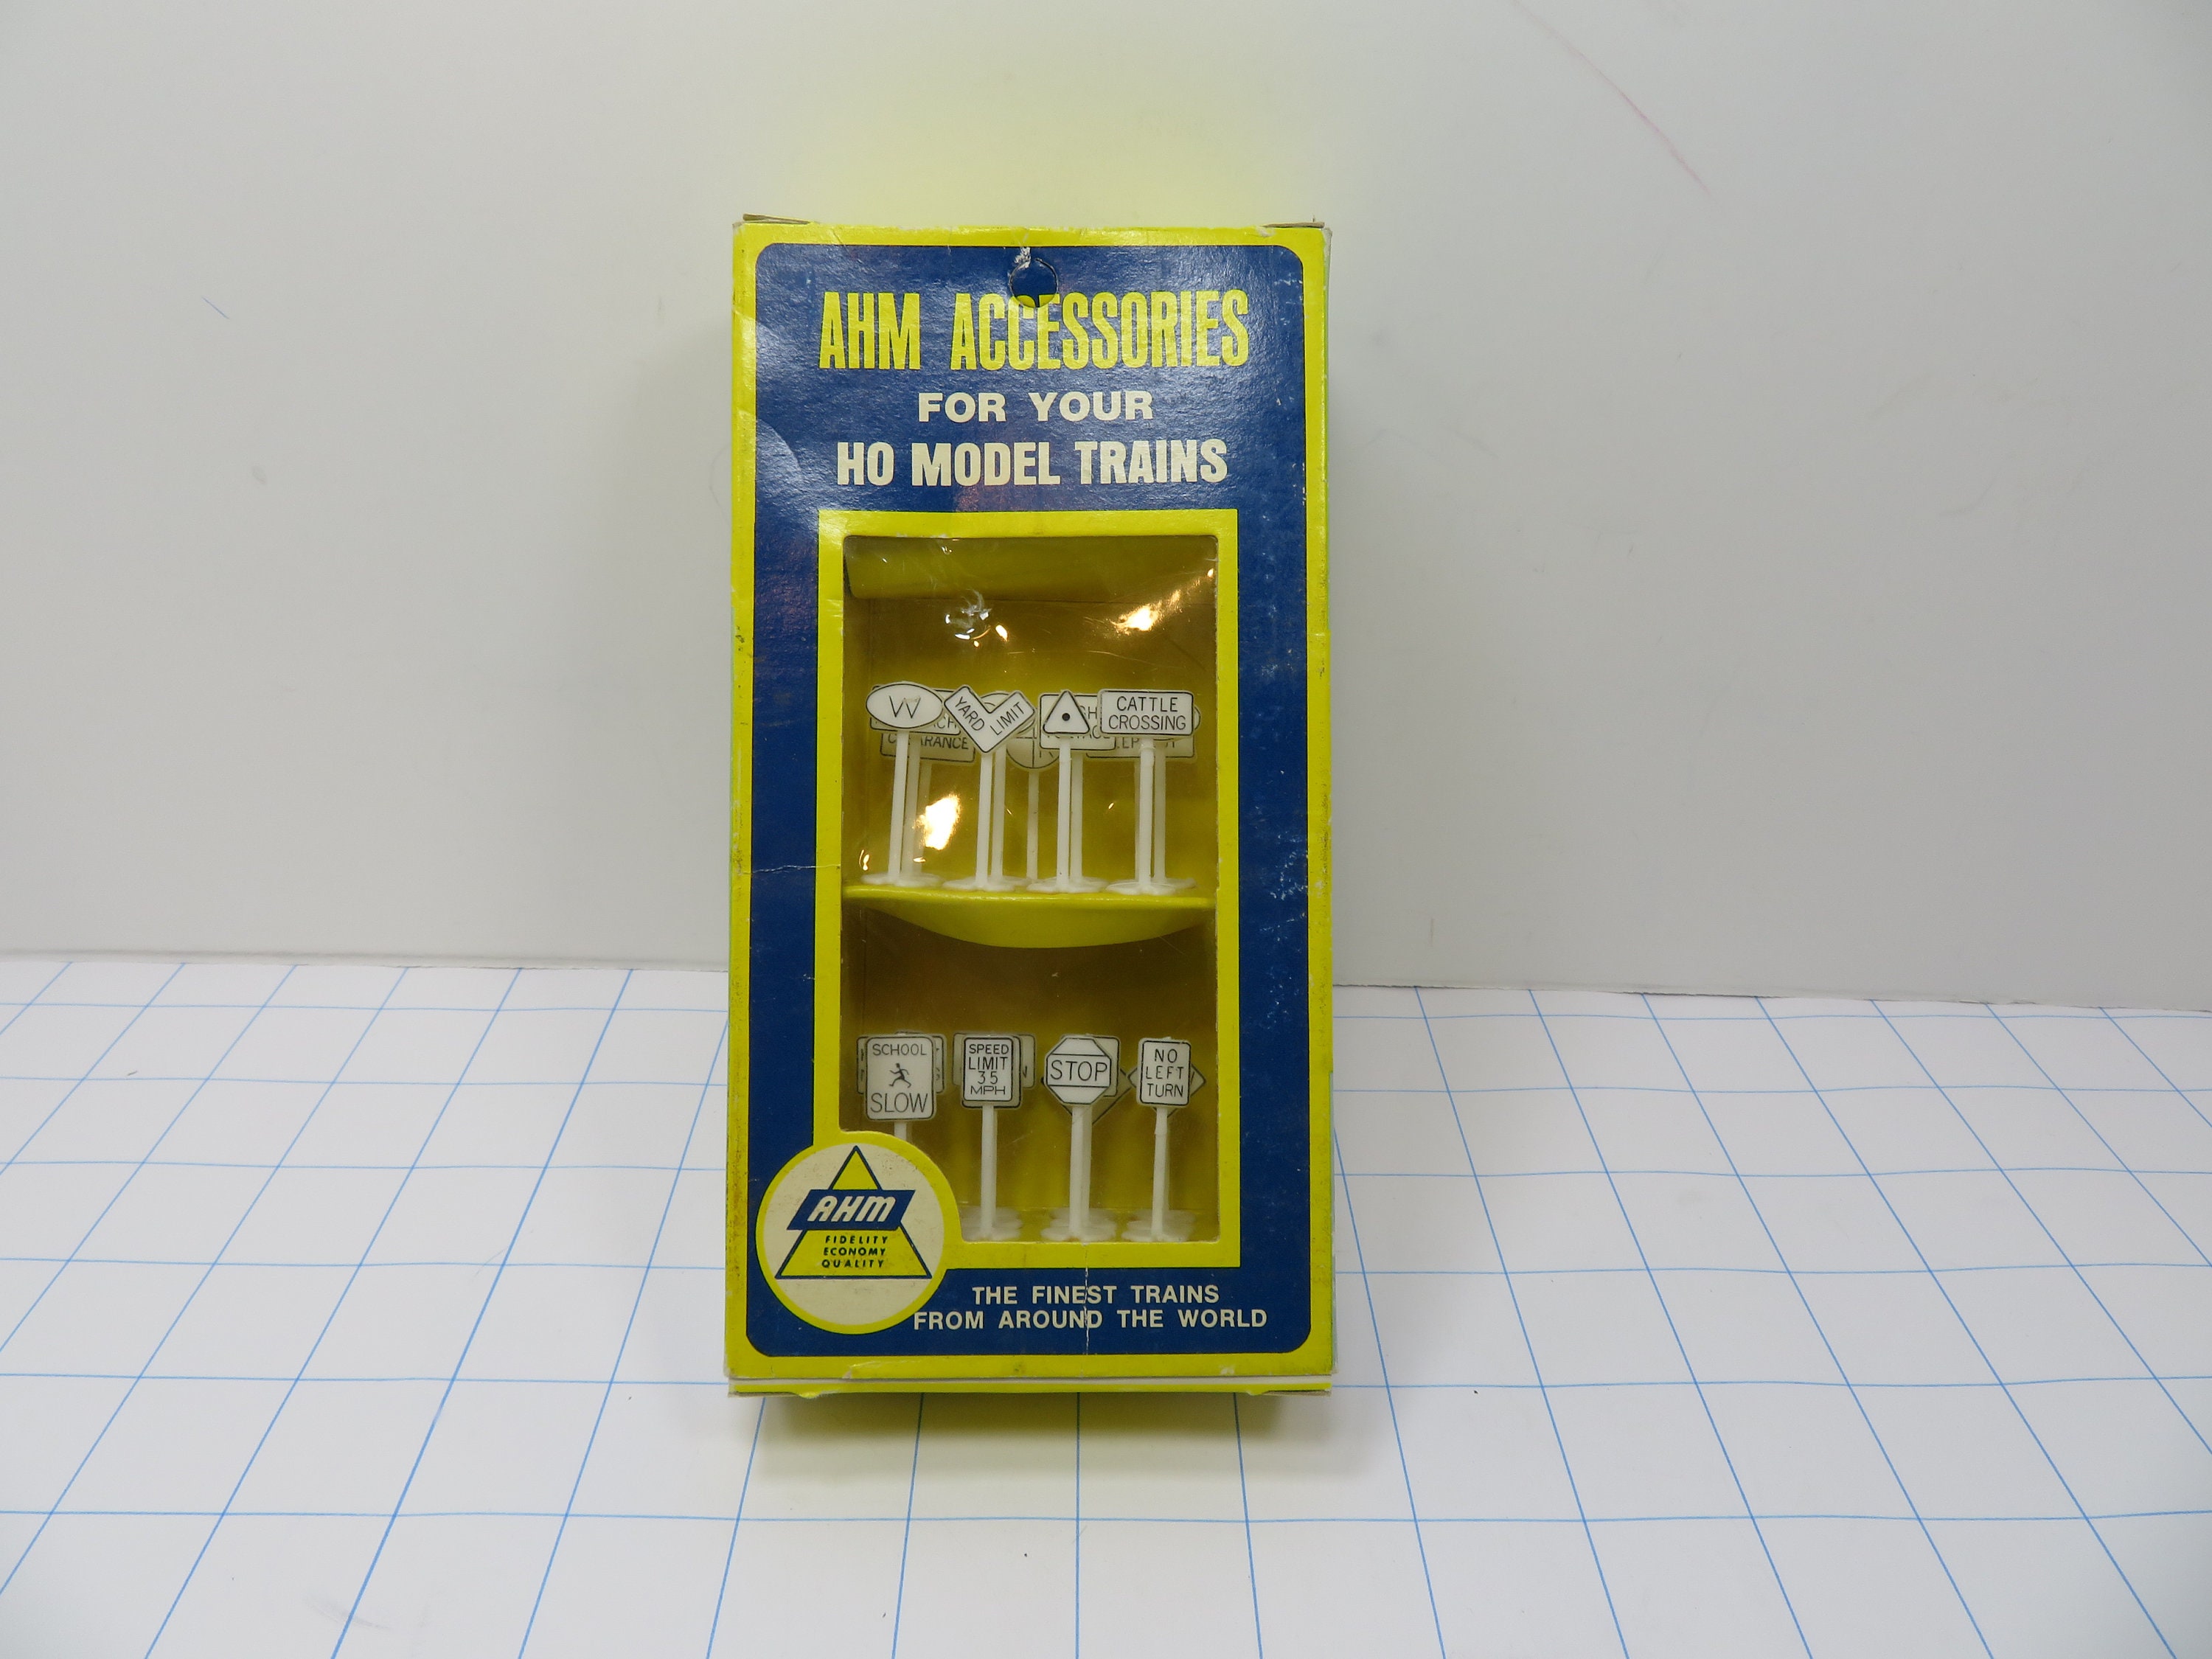 AHM ACCESSORIES
FOR YOUR
HO MODEL TRAINS
W
YARD LIMIT
CATTLE
CROSSING
SCHOOL
SLOW
SPEED
LIMIT
35
MPH
STOP
NO
LEFT
TURN
AHM
FIDELITY
ECONOMY
QUALITY
THE FINEST TRAINS
FROM AROUND THE WORLD